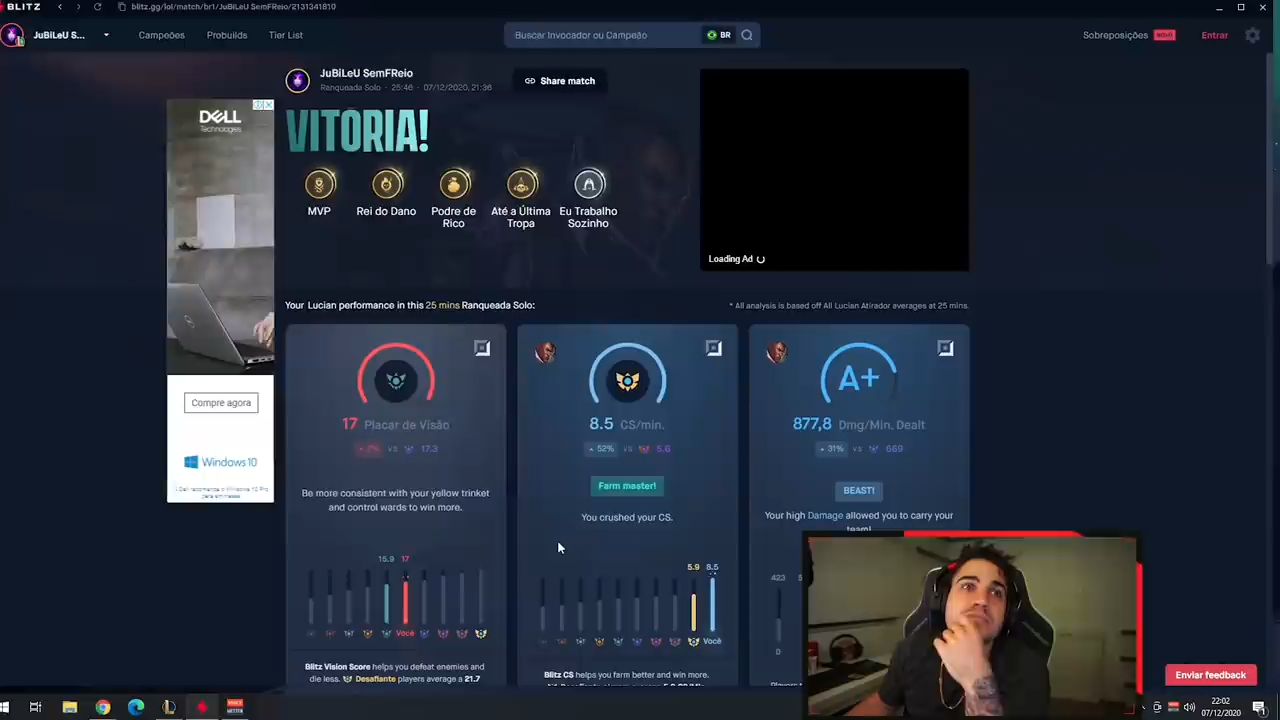 BLITZ
blitz.gg/lol/match/br1/JuBiLeU SemFReio/2131341810
JuBiLeU S...
Campeões
Probuilds
Tier List
Buscar Invocador ou Campeão
BR
Sobreposições
Entrar
JuBiLeU SemFReio
Ranqueada Solo · 25:46 · 07/12/2020, 21:36
Share match
DELL
Technologies
VITÓRIA!
MVP
Rei do Dano
Podre de
Rico
Até a Última
Tropa
Eu Trabalho
Sozinho
Loading Ad
Your Lucian performance in this 25 mins Ranqueada Solo:
* All analysis is based off All Lucian Atirador averages at 25 mins.
Compre agora
Windows 10
17 Placar de Visão
2% vs 17.3
Be more consistent with your yellow trinket
and control wards to win more.
15.9 17
Você
Blitz Vision Score helps you defeat enemies and
die less. Desafiante players average a 21.7
8.5 CS/min.
52% vs 5.6
Farm master!
You crushed your CS.
5.9 8.5
Você
Blitz CS helps you farm better and win more.
A+
877,8 Dmg/Min. Dealt
31% vs 669
BEAST!
Your high Damage allowed you to carry your
team!
423
D
Enviar feedback
22:02
07/12/2020